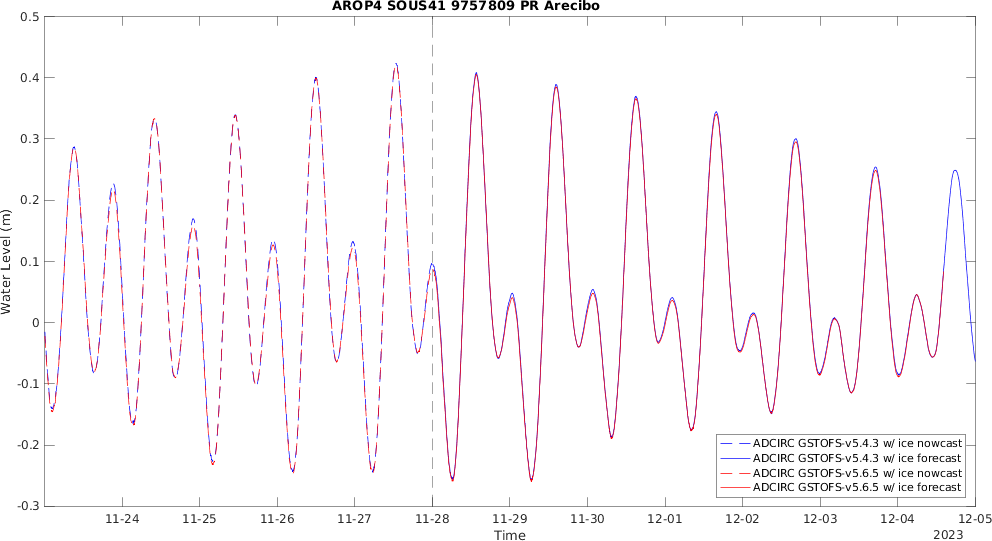 AROP4 SOUS41 9757809 PR Arecibo
0.5
0.4
0.3
0.2
0.1
0
-0.1
-0.2
-0.3
Water Level (m)
ADCIRC GSTOFS-v5.4.3 w/ ice nowcast
ADCIRC GSTOFS-v5.4.3 w/ ice forecast
ADCIRC GSTOFS-v5.6.5 w/ ice nowcast
ADCIRC GSTOFS-v5.6.5 w/ ice forecast
11-24 11-25 11-26 11-27 11-28 11-29 11-30 12-01 12-02 12-03 12-04 12-05
Time
2023